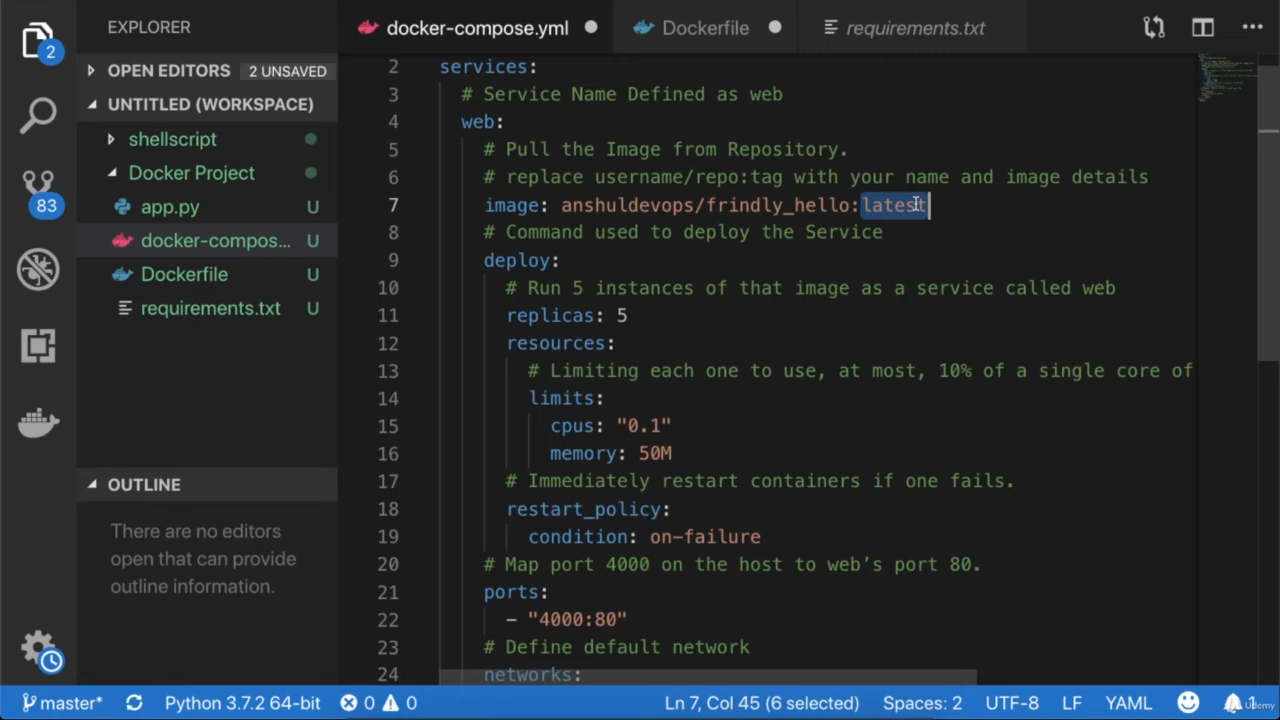 EXPLORER
docker-compose.yml
Dockerfile
requirements.txt
2
OPEN EDITORS 2 UNSAVED
UNTITLED (WORKSPACE)
shellscript
Docker Project
83
app.py U
docker-compos... U
Dockerfile U
requirements.txt U
OUTLINE
There are no editors
open that can provide
outline information.
2 services:
3 # Service Name Defined as web
4 web:
5 # Pull the Image from Repository.
6 # replace username/repo:tag with your name and image details
7 image: anshuldevops/frindly_hello:latest
8 # Command used to deploy the Service
9 deploy:
10 # Run 5 instances of that image as a service called web
11 replicas: 5
12 resources:
13 # Limiting each one to use, at most, 10% of a single core of
14 limits:
15 cpus: "0.1"
16 memory: 50M
17 # Immediately restart containers if one fails.
18 restart_policy:
19 condition: on-failure
20 # Map port 4000 on the host to web’s port 80.
21 ports:
22 - "4000:80"
23 # Define default network
24 networks:
master* Python 3.7.2 64-bit 0 0 Ln 7, Col 45 (6 selected) Spaces: 2 UTF-8 LF YAML 1
Udemy